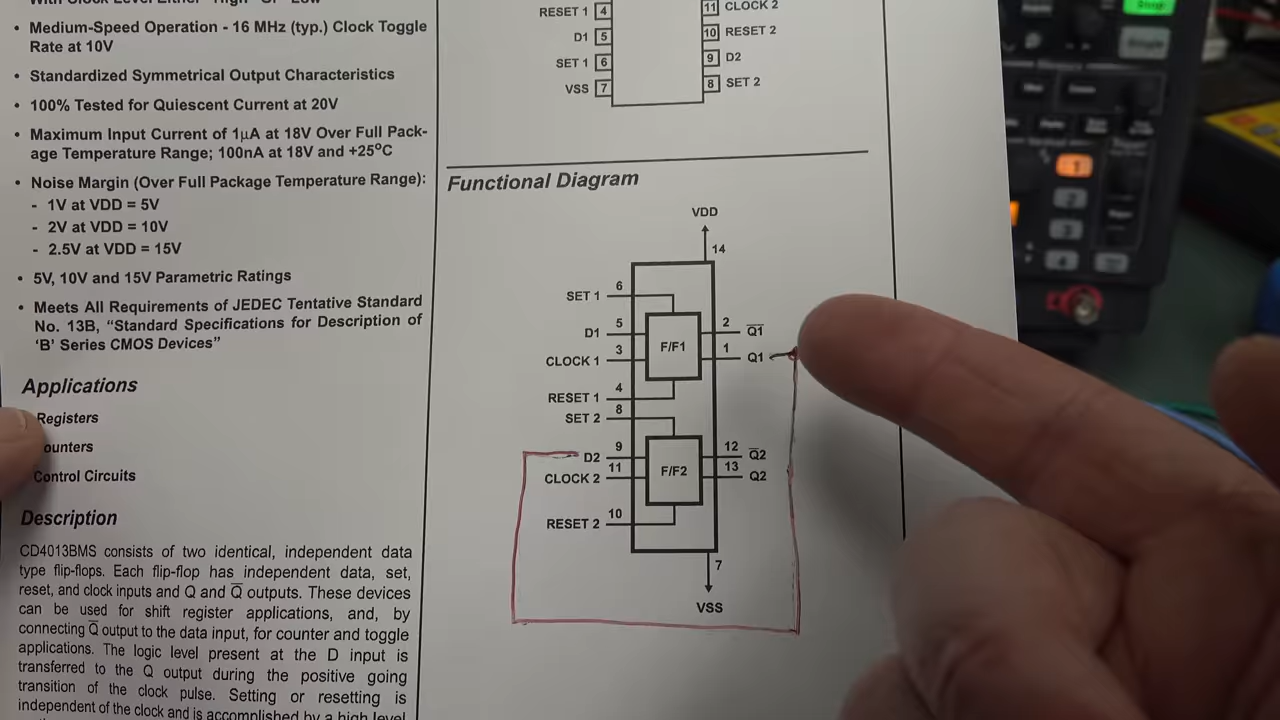 • Medium-Speed Operation - 16 MHz (typ.) Clock Toggle
Rate at 10V
• Standardized Symmetrical Output Characteristics
• 100% Tested for Quiescent Current at 20V
• Maximum Input Current of 1µA at 18V Over Full Pack-
age Temperature Range; 100nA at 18V and +25°C
• Noise Margin (Over Full Package Temperature Range):
- 1V at VDD = 5V
- 2V at VDD = 10V
- 2.5V at VDD = 15V
• 5V, 10V and 15V Parametric Ratings
• Meets All Requirements of JEDEC Tentative Standard
No. 13B, “Standard Specifications for Description of
‘B’ Series CMOS Devices”
Applications
Registers
ounters
Control Circuits
Description
CD4013BMS consists of two identical, independent data
type flip-flops. Each flip-flop has independent data, set,
reset, and clock inputs and Q and Q̅ outputs. These devices
can be used for shift register applications, and, by
connecting Q̅ output to the data input, for counter and toggle
applications. The logic level present at the D input is
transferred to the Q output during the positive going
transition of the clock pulse. Setting or resetting is
independent of the clock and is accomplished by a high level
RESET 1 4
11 CLOCK 2
D1 5
10 RESET 2
SET 1 6
9 D2
VSS 7
8 SET 2
Functional Diagram
VDD
14
SET 1 6
D1 5
CLOCK 1 3
RESET 1 4
F/F1
2 Q̅1
1 Q1
SET 2 8
D2 9
CLOCK 2 11
RESET 2 10
F/F2
12 Q̅2
13 Q2
7
VSS
1
2
3
4